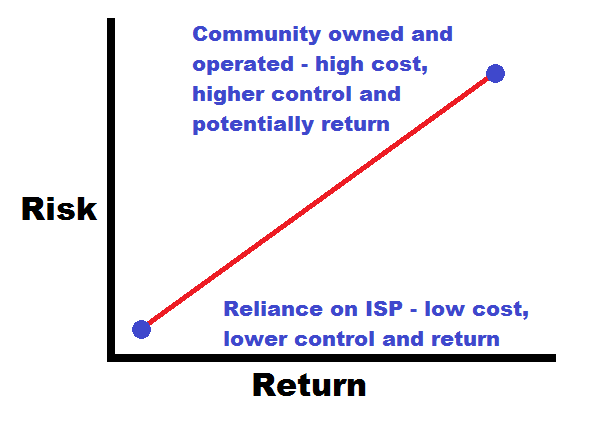 Community owned and
operated - high cost,
higher control and
potentially return
Risk
Reliance on ISP - low cost,
lower control and return
Return